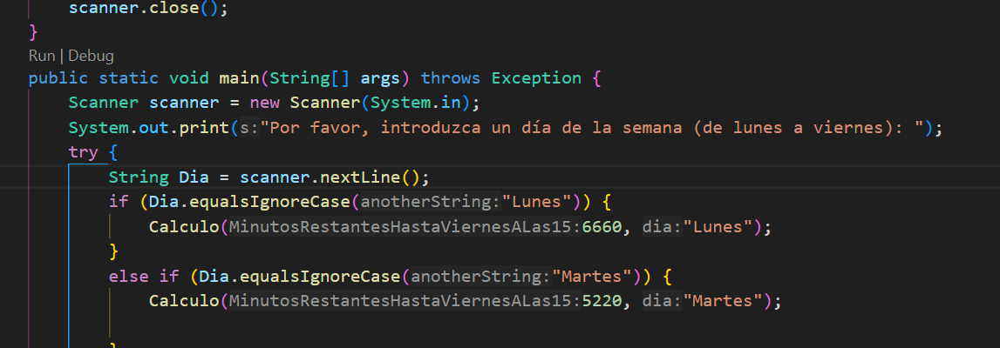 scanner.close();
}
Run | Debug
public static void main(String[] args) throws Exception {
Scanner scanner = new Scanner(System.in);
System.out.print(s:"Por favor, introduzca un día de la semana (de lunes a viernes): ");
try {
String Dia = scanner.nextLine();
if (Dia.equalsIgnoreCase(anotherString:"Lunes")) {
Calculo(MinutosRestantesHastaViernesALas15:6660, dia:"Lunes");
}
else if (Dia.equalsIgnoreCase(anotherString:"Martes")) {
Calculo(MinutosRestantesHastaViernesALas15:5220, dia:"Martes");
}